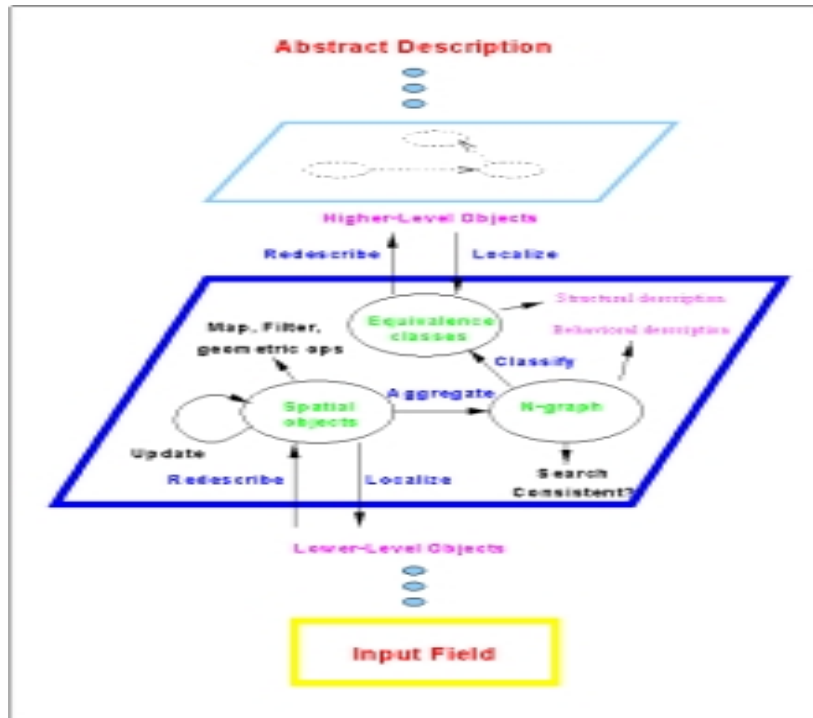 Abstract Description
Higher-Level Objects
Redescribe
Localize
Structural description
Equivalence
classes
Map, Filter,
geometric ops
Behavioral description
Classify
Aggregate
Spatial
objects
N-graph
Update
Search
Consistent?
Redescribe
Localize
Lower-Level Objects
Input Field